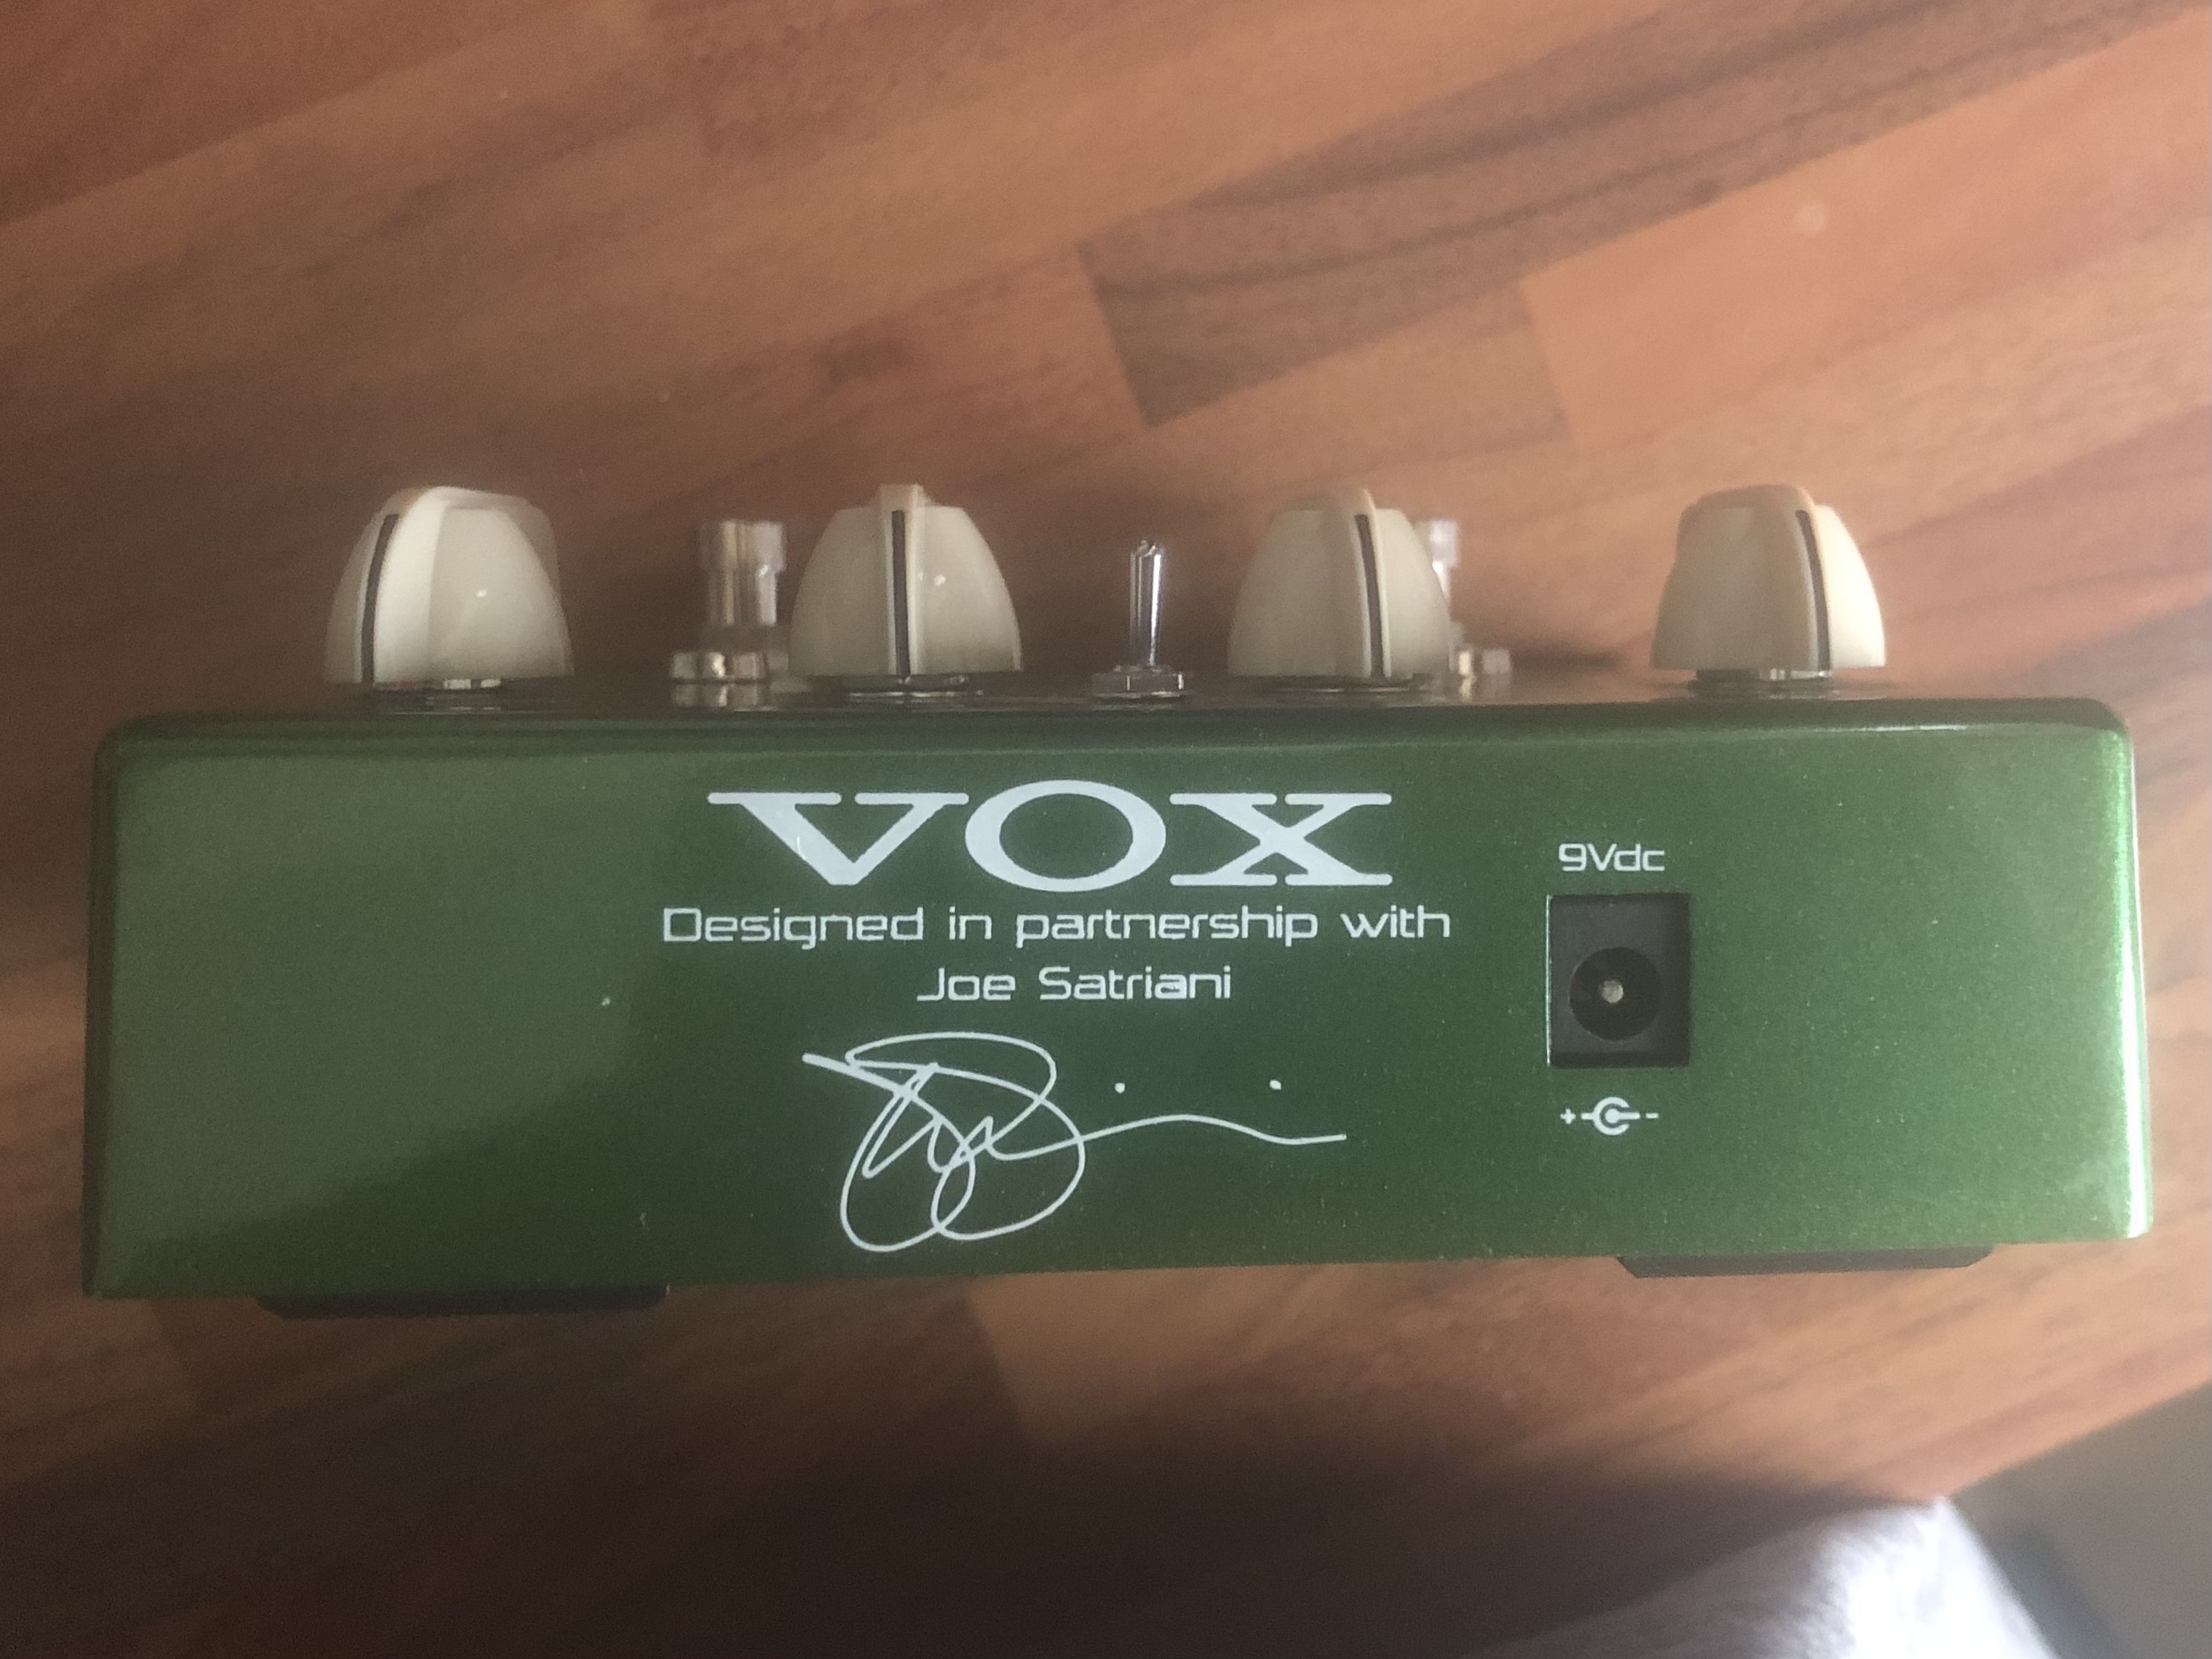 VOX
9Vdc
Designed in partnership with
Joe Satriani
+ -